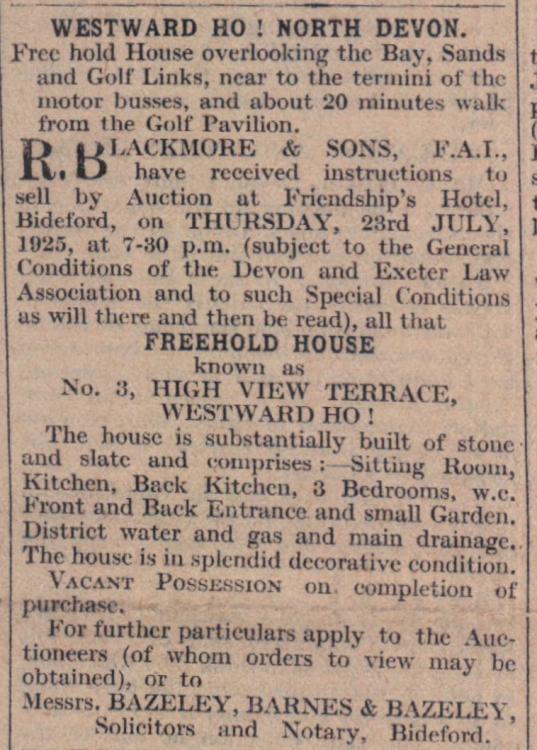 WESTWARD HO ! NORTH DEVON.
Free hold House overlooking the Bay, Sands
and Golf Links, near to the termini of the
motor busses, and about 20 minutes walk
from the Golf Pavilion.
R. BLACKMORE & SONS, F.A.I.,
have received instructions to
sell by Auction at Friendship's Hotel,
Bideford, on THURSDAY, 23rd JULY,
1925, at 7-30 p.m. (subject to the General
Conditions of the Devon and Exeter Law
Association and to such Special Conditions
as will there and then be read), all that
FREEHOLD HOUSE
known as
No. 3, HIGH VIEW TERRACE,
WESTWARD HO !
The house is substantially built of stone
and slate and comprises :—Sitting Room,
Kitchen, Back Kitchen, 3 Bedrooms, w.c.
Front and Back Entrance and small Garden.
District water and gas and main drainage.
The house is in splendid decorative condition.
VACANT POSSESSION on completion of
purchase.
For further particulars apply to the Auc-
tioneers (of whom orders to view may be
obtained), or to
Messrs. BAZELEY, BARNES & BAZELEY,
Solicitors and Notary, Bideford.